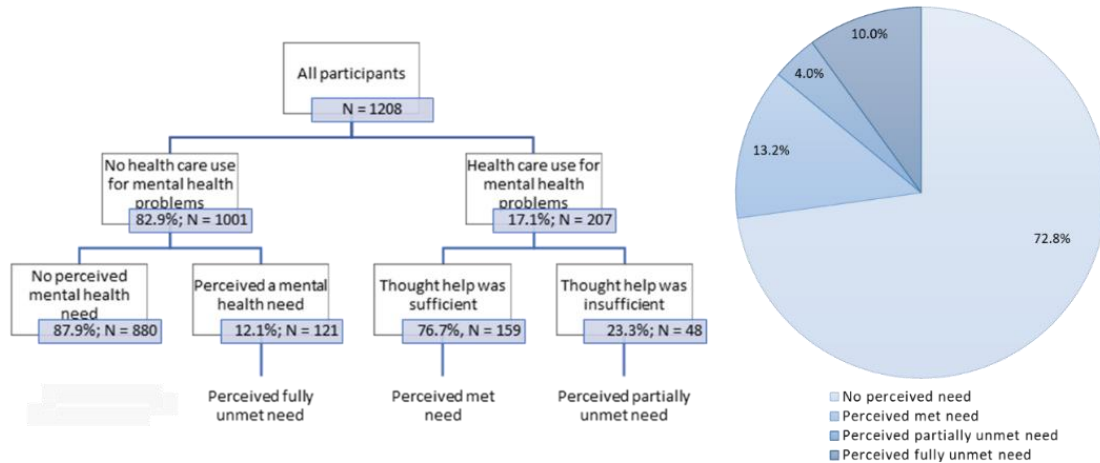 All participants
N = 1208
No health care use
for mental health
problems
82.9%; N = 1001
Health care use for
mental health
problems
17.1%; N = 207
No perceived
mental health
need
87.9%; N = 880
Perceived a mental
health need
12.1%; N = 121
Thought help was
sufficient
76.7%, N = 159
Thought help was
insufficient
23.3%; N = 48
Perceived fully
unmet need
Perceived met
need
Perceived partially
unmet need
10.0%
4.0%
13.2%
72.8%
No perceived need
Perceived met need
Perceived partially unmet need
Perceived fully unmet need